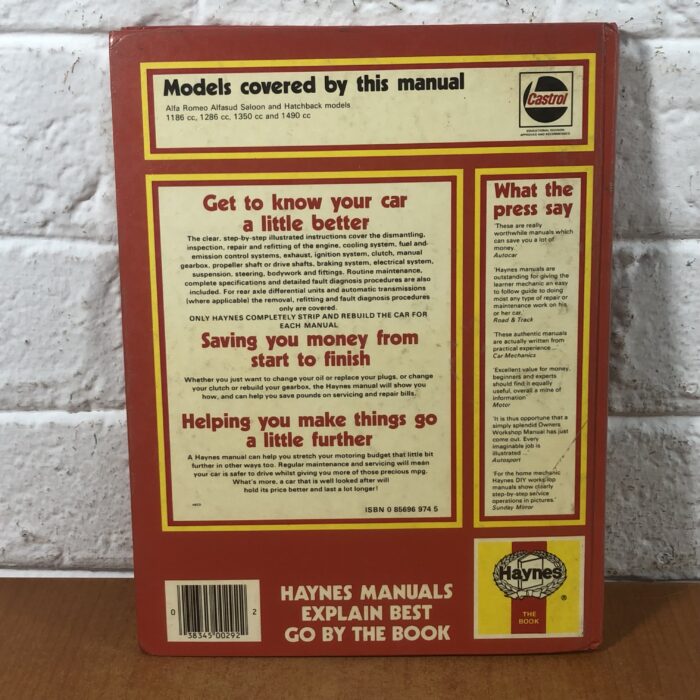 Models covered by this manual
Alfa Romeo Alfasud Saloon and Hatchback models
1186 cc, 1286 cc, 1350 cc and 1490 cc
Castrol
EDUCATIONAL DIVISION
APPROVED AND RECOMMENDED
Get to know your car
a little better
The clear, step-by-step illustrated instructions cover the dismantling,
inspection, repair and refitting of the engine, cooling system, fuel and
emission control systems, exhaust, ignition system, clutch, manual
gearbox, propeller shaft or drive shafts, braking system, electrical system,
suspension, steering, bodywork and fittings. Routine maintenance,
complete specifications and detailed fault diagnosis procedures are also
included. For rear axle differential units and automatic transmissions
(where applicable) the removal, refitting and fault diagnosis procedures
only are covered.
ONLY HAYNES COMPLETELY STRIP AND REBUILD THE CAR FOR
EACH MANUAL
Saving you money from
start to finish
Whether you just want to change your oil or replace your plugs, or change
your clutch or rebuild your gearbox, the Haynes manual will show you
how, and can help you save pounds on servicing and repair bills.
Helping you make things go
a little further
A Haynes manual can help you stretch your motoring budget that little bit
further in other ways too. Regular maintenance and servicing will mean
your car is safer to drive whilst giving you more of those precious mpg.
What's more, a car that is well looked after will
hold its price better and last a lot longer!
ISBN 0 85696 974 5
What the
press say
'These are really
worthwhile manuals which
can save you a lot of
money.'
Autocar
'Haynes manuals are
outstanding for giving the
learner mechanic an easy
to follow guide to doing
most any type of repair or
maintenance work on his
or her car.
Road & Track
'These authentic manuals
are actually written from
practical experience ...'
Car Mechanics
'Excellent value for money,
beginners and experts
should find it equally
useful, overall a mine of
information'
Motor
'It is thus opportune that a
simply splendid Owners
Workshop Manual has just
come out. Every
imaginable job is
illustrated ...'
Autosport
'For the home mechanic
Haynes DIY workshop
manuals show clearly
step-by-step service
operations in pictures.'
Sunday Mirror
0
38345 00292
2
HAYNES MANUALS
EXPLAIN BEST
GO BY THE BOOK
Haynes
®
THE
BOOK